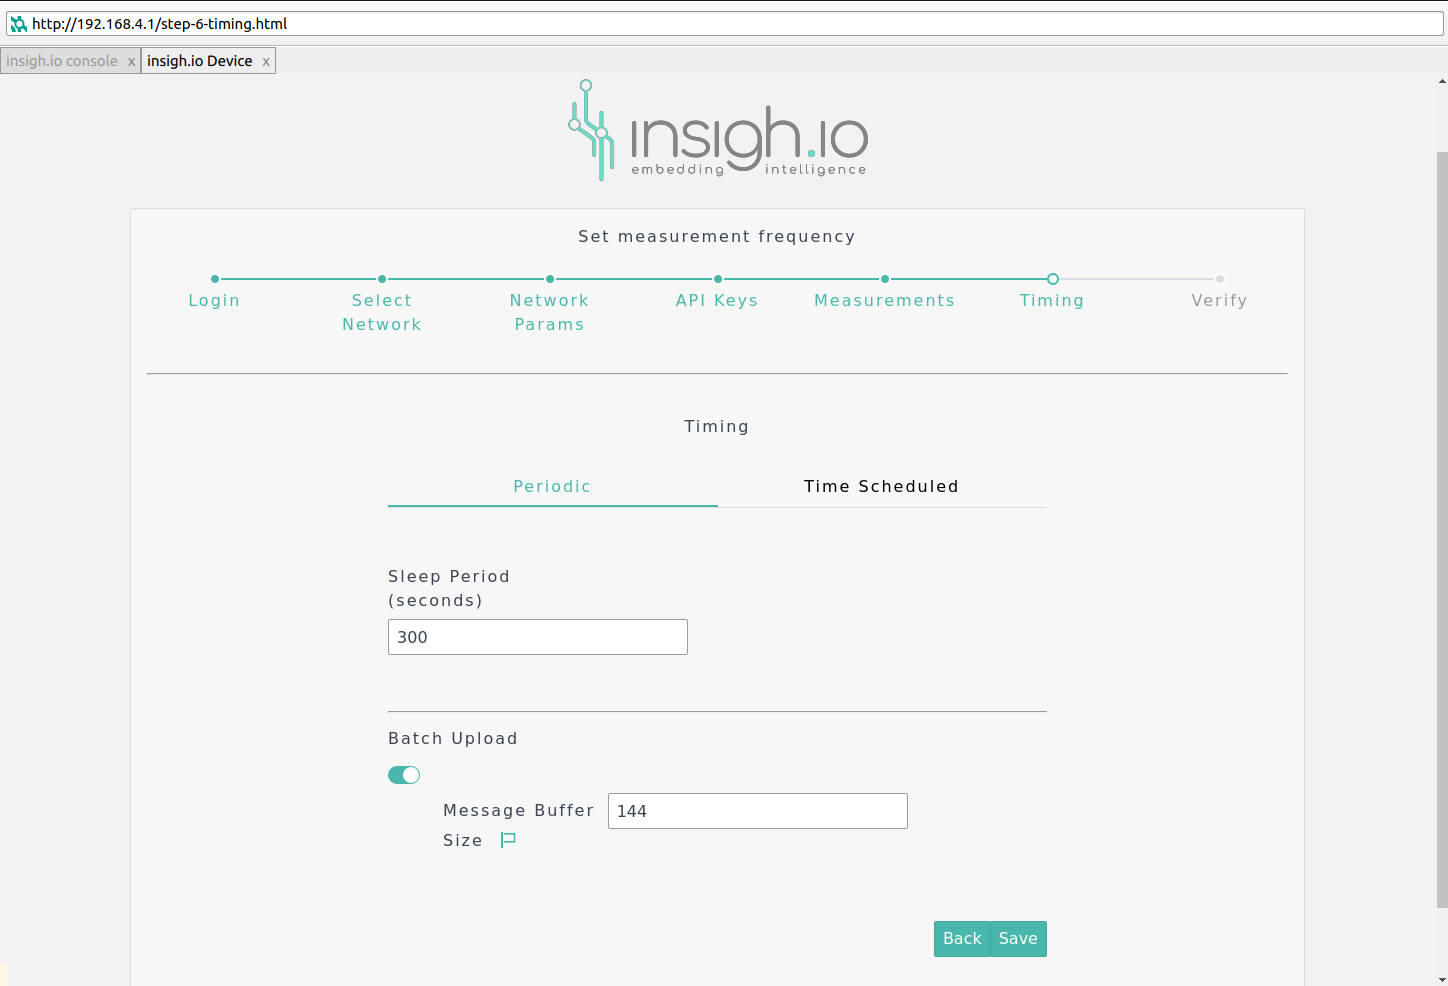 http://192.168.4.1/step-6-timing.html
insigh.io console x insigh.io Device x
insigh.io
embedding intelligence
Set measurement frequency
Login Select Network API Keys Measurements Timing Verify
Network Params
Timing
Periodic Time Scheduled
Sleep Period
(seconds)
300
Batch Upload
Message Buffer 144
Size
Back Save